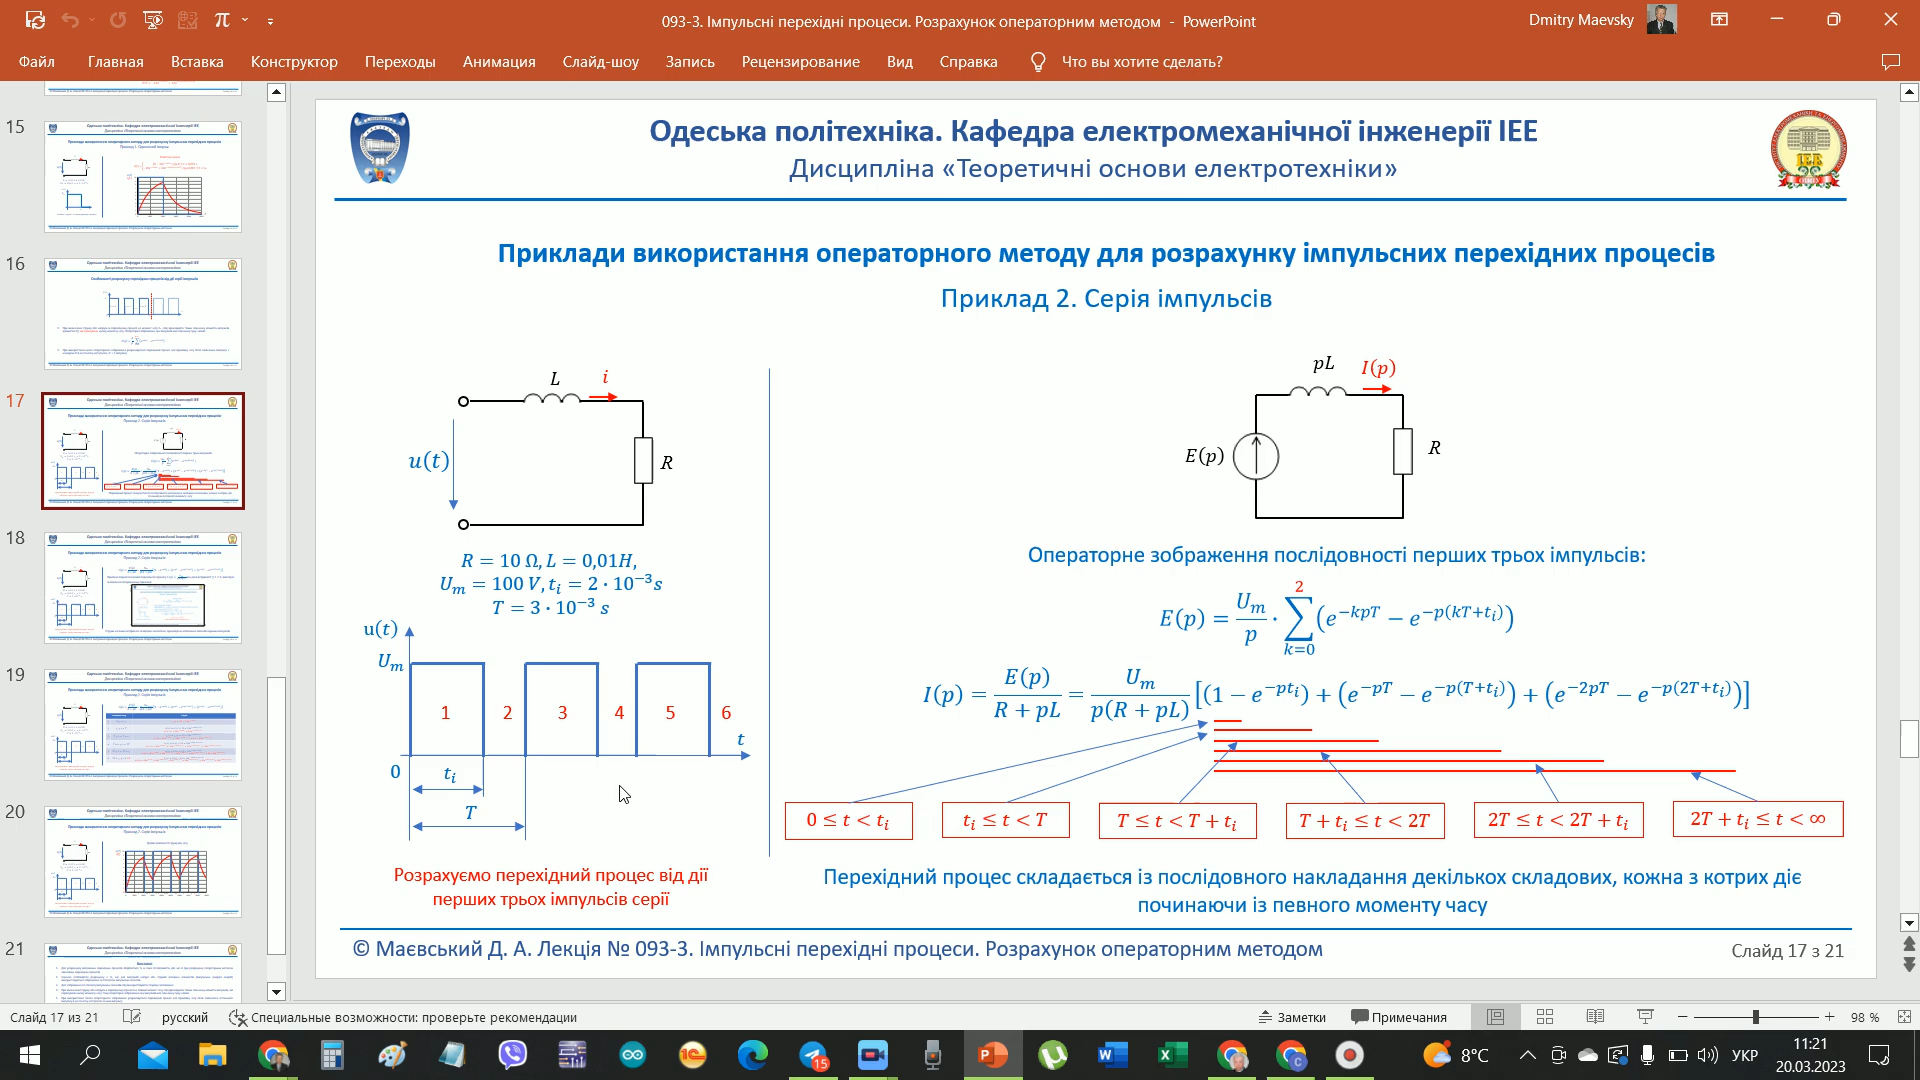 093-3. Імпульсні перехідні процеси. Розрахунок операторним методом - PowerPoint
Dmitry Maevsky
Файл Главная Вставка Конструктор Переходы Анимация Слайд-шоу Запись Рецензирование Вид Справка Что вы хотите сделать?
15
16
17
18
19
20
21
Одеська політехніка. Кафедра електромеханічної інженерії ІЕЕ
Дисципліна «Теоретичні основи електротехніки»
Приклади використання операторного методу для розрахунку імпульсних перехідних процесів
Приклад 2. Серія імпульсів
L i
u(t)
R
R = 10 Ω, L = 0,01H,
U_m = 100 V, t_i = 2 · 10^{-3} s
T = 3 · 10^{-3} s
u(t)
U_m
1 2 3 4 5 6
t
0
t_i
T
Розрахуємо перехідний процес від дії
перших трьох імпульсів серії
pL I(p)
E(p)
R
Операторне зображення послідовності перших трьох імпульсів:
E(p) = U_m/p · ∑_{k=0}^{2} (e^{-kpT} − e^{-p(kT+t_i)})
I(p) = E(p)/(R + pL) = U_m/(p(R + pL)) [(1 − e^{-pt_i}) + (e^{-pT} − e^{-p(T+t_i)}) + (e^{-2pT} − e^{-p(2T+t_i)})]
0 ≤ t < t_i
t_i ≤ t < T
T ≤ t < T + t_i
T + t_i ≤ t < 2T
2T ≤ t < 2T + t_i
2T + t_i ≤ t < ∞
Перехідний процес складається із послідовного накладання декількох складових, кожна з котрих діє
починаючи із певного моменту часу
© Маєвський Д. А. Лекція № 093-3. Імпульсні перехідні процеси. Розрахунок операторним методом
Слайд 17 з 21
Слайд 17 из 21 русский Специальные возможности: проверьте рекомендации Заметки Примечания 98 %
15
8°C
УКР
11:21
20.03.2023